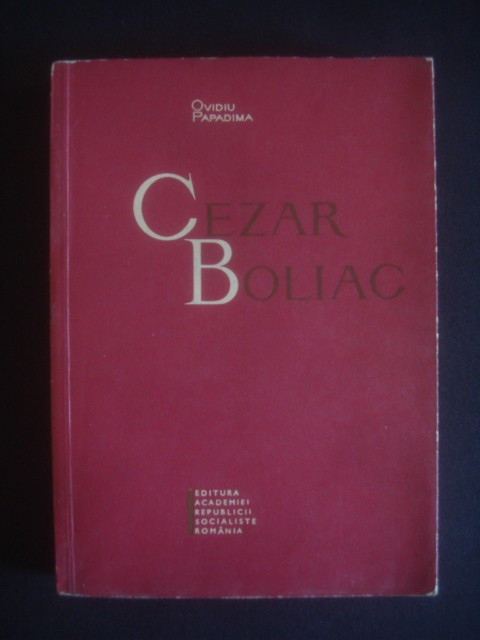 OVIDIU
PAPADIMA
CEZAR
BOLIAC
EDITURA
ACADEMIEI
REPUBLICII
SOCIALISTE
ROMÂNIA